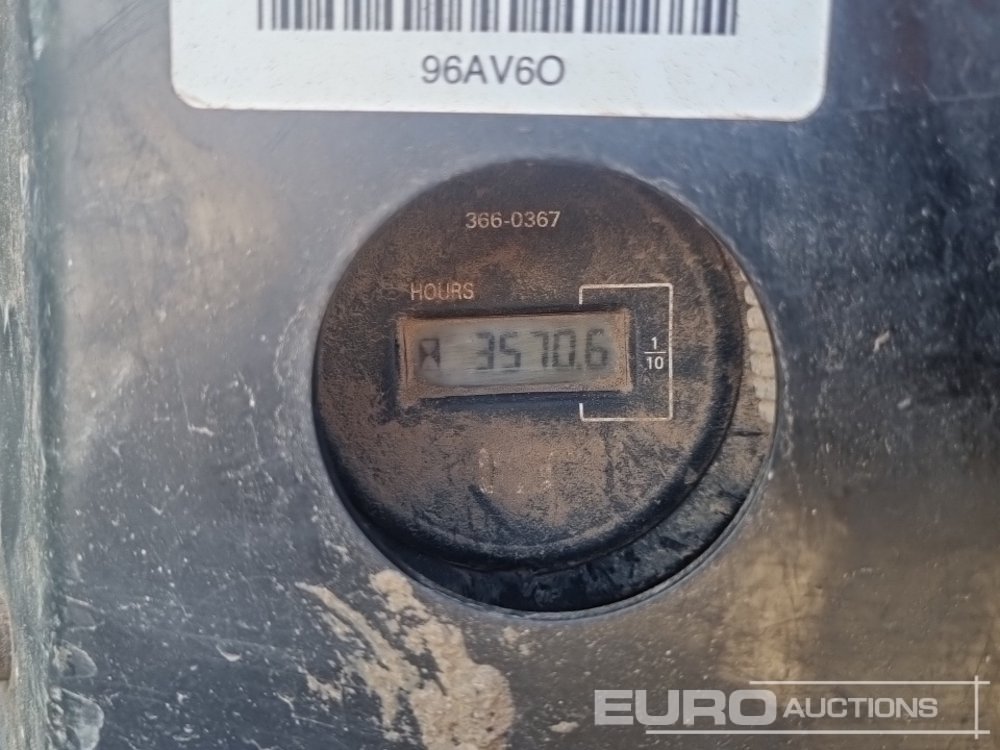 96AV6O
366-0367
HOURS
3570.6
1
10
EURO AUCTIONS